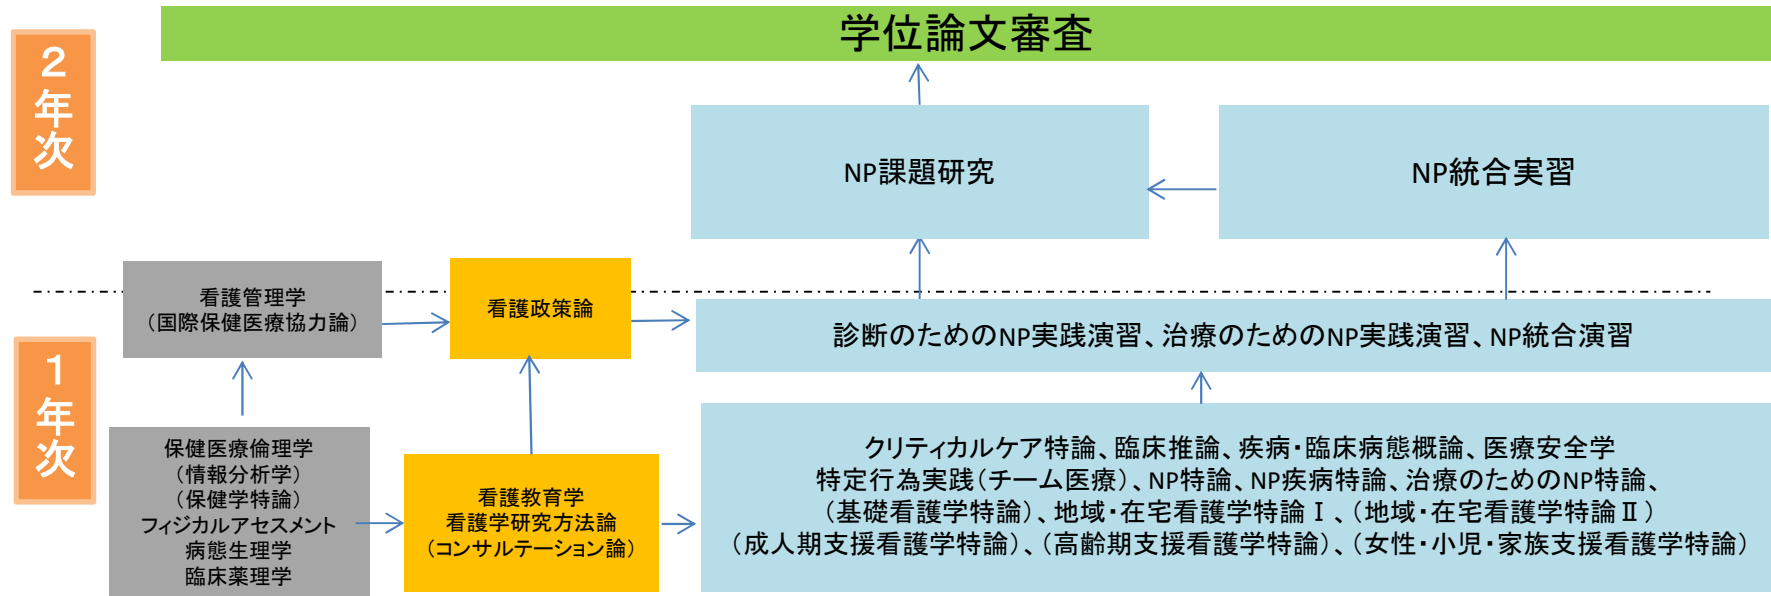 学位論文審査
２年次
NP課題研究
NP統合実習
看護管理学
（国際保健医療協力論）
看護政策論
診断のためのNP実践演習、治療のためのNP実践演習、NP統合演習
１年次
保健医療倫理学
（情報分析学）
（保健学特論）
フィジカルアセスメント
病態生理学
臨床薬理学
看護教育学
看護学研究方法論
（コンサルテーション論）
クリティカルケア特論、臨床推論、疾病・臨床病態概論、医療安全学
特定行為実践（チーム医療）、NP特論、NP疾病特論、治療のためのNP特論、
（基礎看護学特論）、地域・在宅看護学特論Ⅰ、（地域・在宅看護学特論Ⅱ）
（成人期支援看護学特論）、（高齢期支援看護学特論）、（女性・小児・家族支援看護学特論）